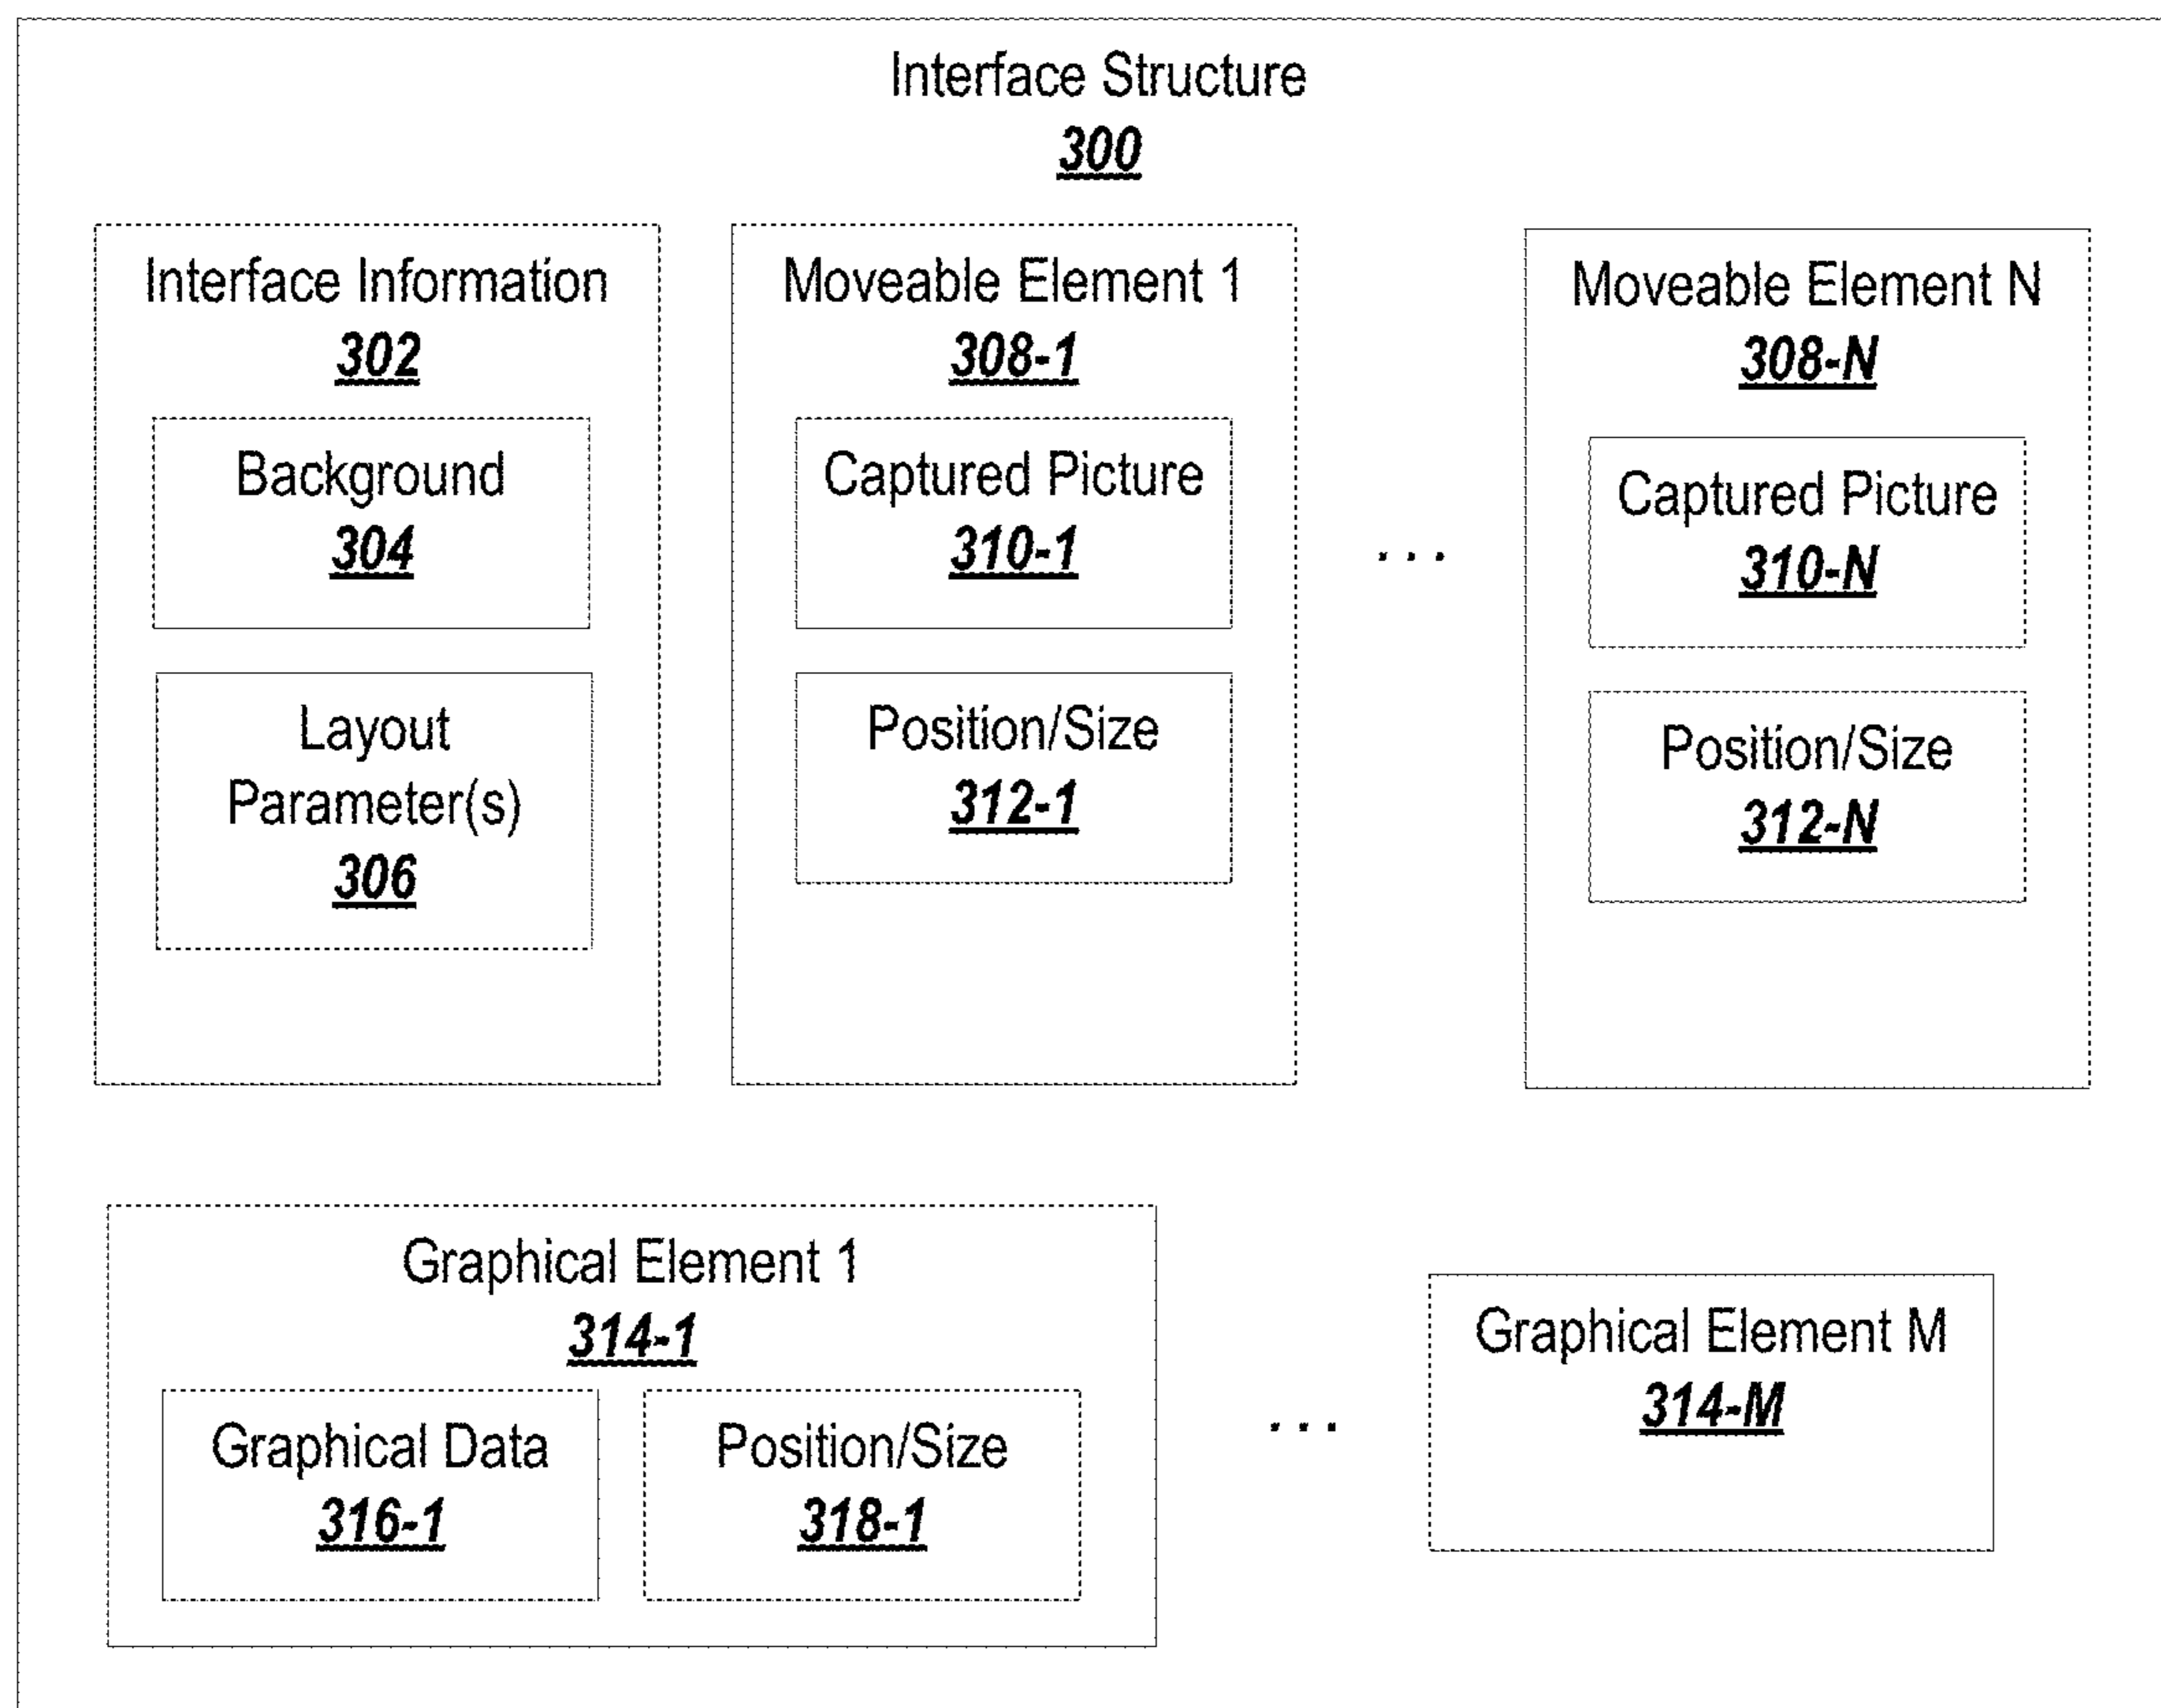 Interface Structure
300
Interface Information
302
Background
304
Layout
Parameter(s)
306
Moveable Element 1
308-1
Captured Picture
310-1
Position/Size
312-1
. . .
Moveable Element N
308-N
Captured Picture
310-N
Position/Size
312-N
Graphical Element 1
314-1
Graphical Data
316-1
Position/Size
318-1
. . .
Graphical Element M
314-M